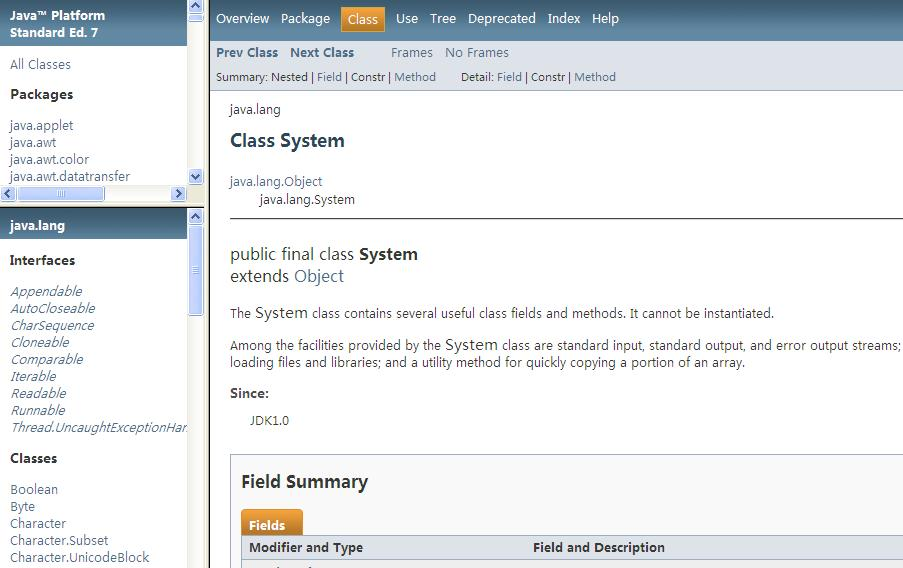 Java™ Platform
Standard Ed. 7
All Classes
Packages
java.applet
java.awt
java.awt.color
java.awt.datatransfer
java.lang
Interfaces
Appendable
AutoCloseable
CharSequence
Cloneable
Comparable
Iterable
Readable
Runnable
Thread.UncaughtExceptionHan
Classes
Boolean
Byte
Character
Character.Subset
Character.UnicodeBlock
Overview Package Class Use Tree Deprecated Index Help
Prev Class Next Class Frames No Frames
Summary: Nested | Field | Constr | Method Detail: Field | Constr | Method
java.lang
Class System
java.lang.Object
java.lang.System
public final class System
extends Object
The System class contains several useful class fields and methods. It cannot be instantiated.
Among the facilities provided by the System class are standard input, standard output, and error output streams;
loading files and libraries; and a utility method for quickly copying a portion of an array.
Since:
JDK1.0
Field Summary
Fields
Modifier and Type Field and Description